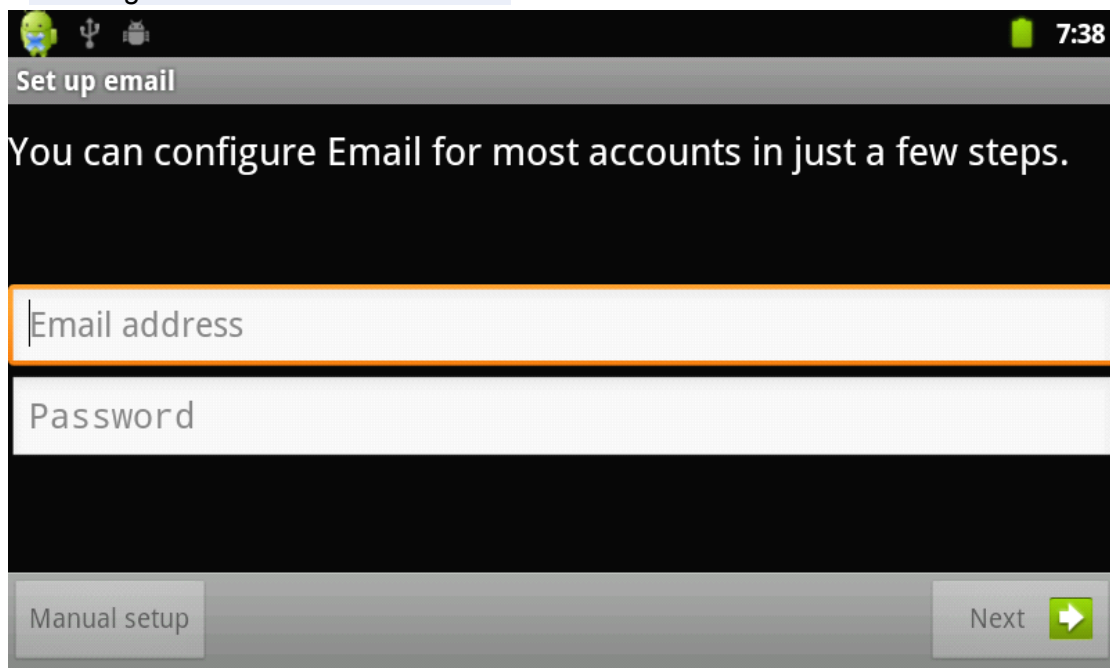 7:38
Set up email
You can configure Email for most accounts in just a few steps.
Email address
Password
Manual setup
Next